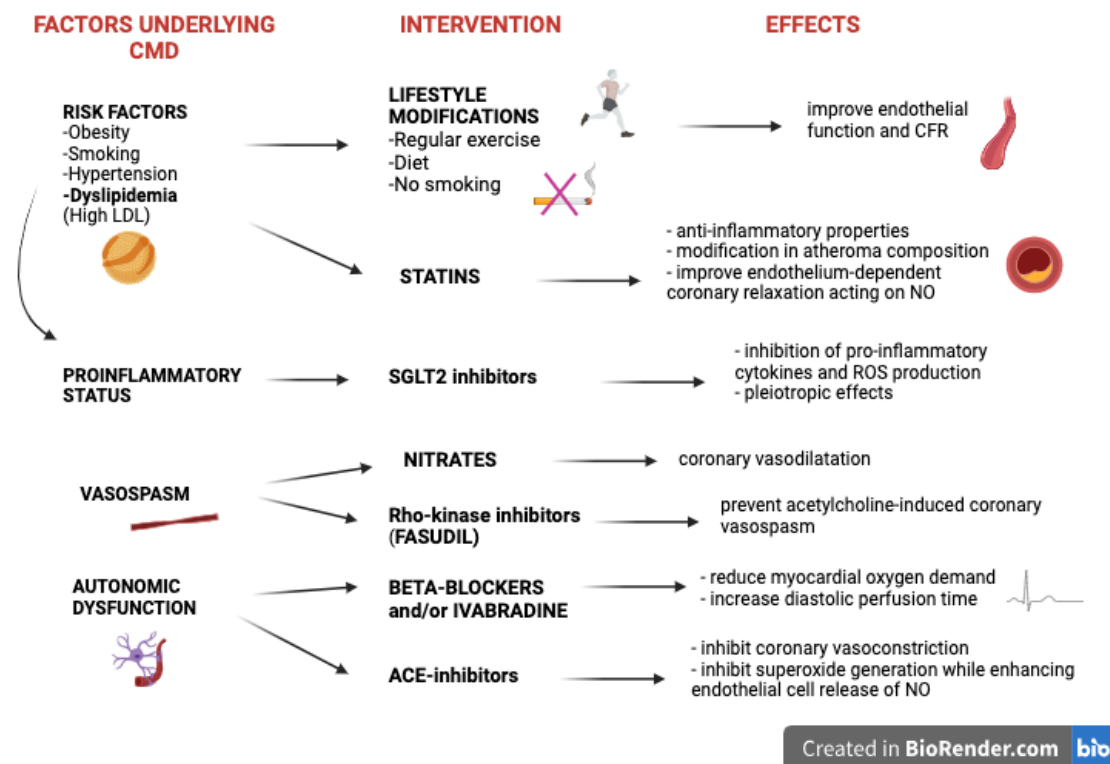 FACTORS UNDERLYING
CMD
INTERVENTION
EFFECTS
RISK FACTORS
-Obesity
-Smoking
-Hypertension
-Dyslipidemia
(High LDL)
LIFESTYLE
MODIFICATIONS
-Regular exercise
-Diet
-No smoking
improve endothelial
function and CFR
STATINS
- anti-inflammatory properties
- modification in atheroma composition
- improve endothelium-dependent
coronary relaxation acting on NO
PROINFLAMMATORY
STATUS
SGLT2 inhibitors
- inhibition of pro-inflammatory
cytokines and ROS production
- pleiotropic effects
VASOSPASM
NITRATES
coronary vasodilatation
Rho-kinase inhibitors
(FASUDIL)
prevent acetylcholine-induced coronary
vasospasm
AUTONOMIC
DYSFUNCTION
BETA-BLOCKERS
and/or IVABRADINE
- reduce myocardial oxygen demand
- increase diastolic perfusion time
ACE-inhibitors
- inhibit coronary vasoconstriction
- inhibit superoxide generation while enhancing
endothelial cell release of NO
Created in BioRender.com bio